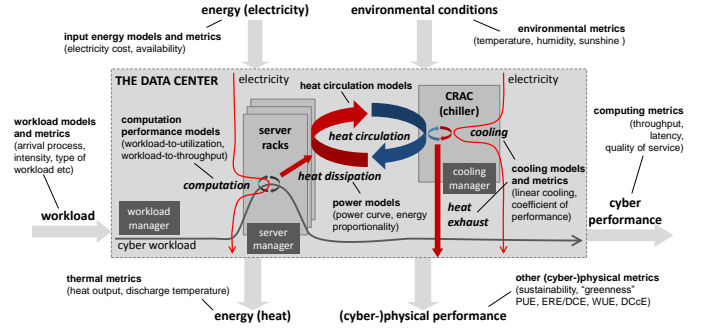 energy (electricity)
environmental conditions
input energy models and metrics
(electricity cost, availability)
environmental metrics
(temperature, humidity, sunshine )
THE DATA CENTER
electricity
heat circulation models
CRAC
(chiller)
electricity
computing metrics
(throughput,
latency,
quality of service)
workload models
and metrics
(arrival process,
intensity, type of
workload etc)
computation
performance models
(workload-to-utilization,
workload-to-throughput)
server
racks
heat circulation
cooling
computation
heat dissipation
cooling
manager
cooling models
and metrics
(linear cooling,
coefficient of
performance)
power models
(power curve, energy
proportionality)
heat
exhaust
workload
workload
manager
cyber workload
server
manager
cyber
performance
thermal metrics
(heat output, discharge temperature)
other (cyber-)physical metrics
(sustainability, “greenness”
PUE, ERE/DCE, WUE, DCcE)
energy (heat)
(cyber-)physical performance